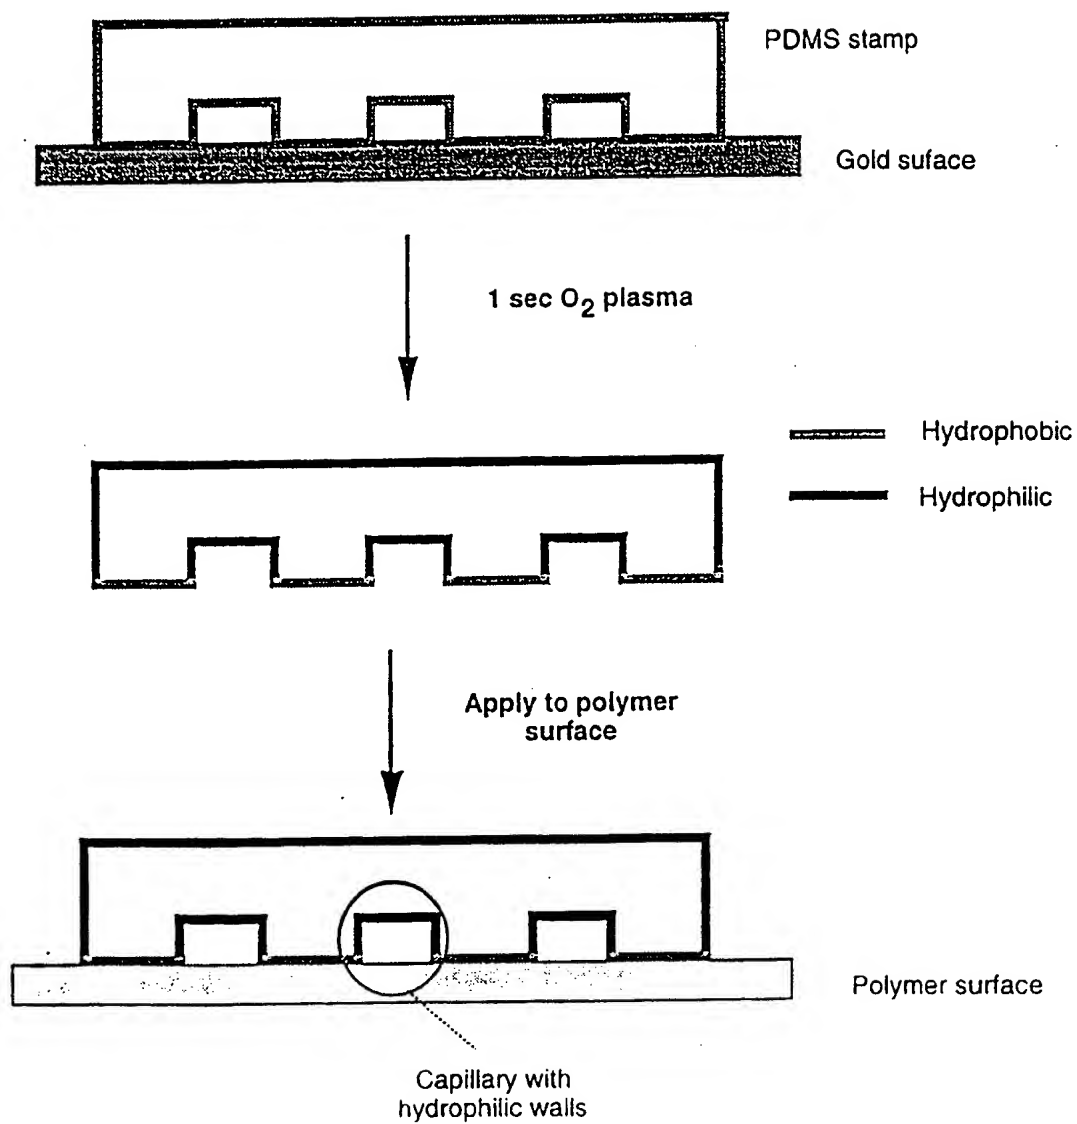 PDMS stamp
Gold suface
1 sec O2 plasma
Hydrophobic
Hydrophilic
Apply to polymer
surface
Polymer surface
Capillary with
hydrophilic walls